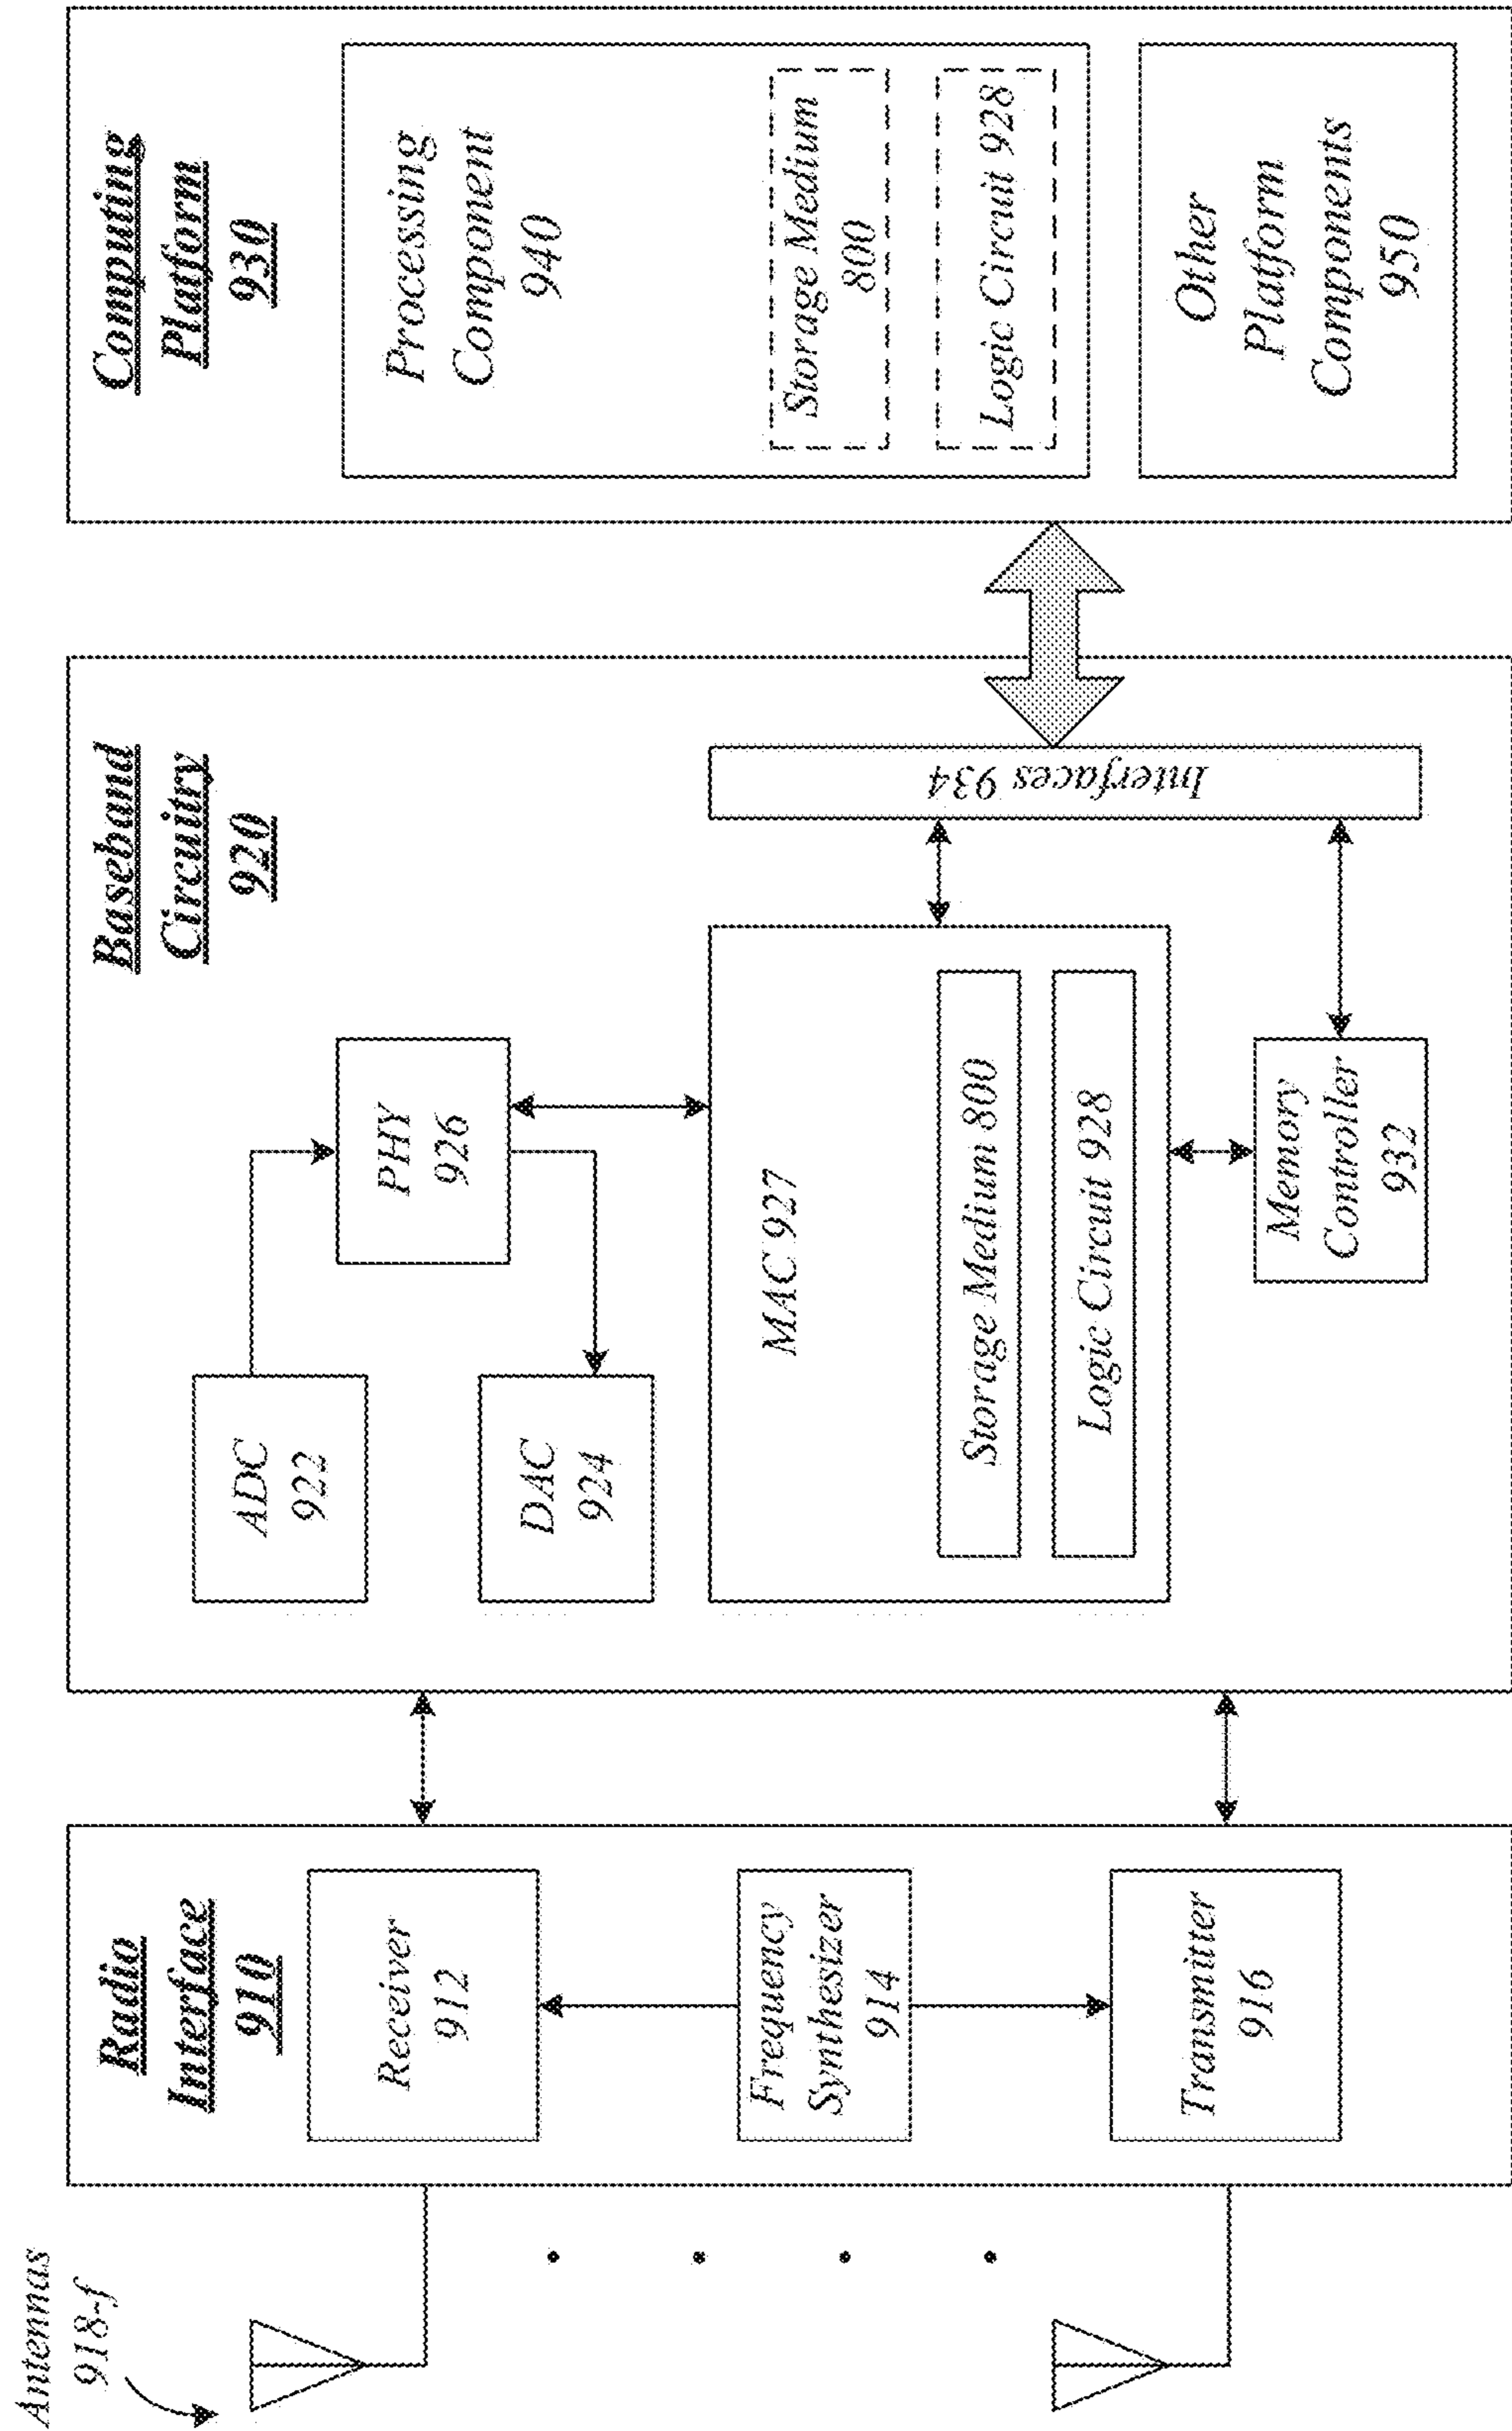 Antennas
918-f
Radio
Interface
910
Receiver
912
Frequency
Synthesizer
914
Transmitter
916
Baseband
Circuitry
920
ADC
922
PHY
926
DAC
924
MAC 927
Storage Medium 800
Logic Circuit 928
Memory
Controller
932
Interfaces 934
Computing
Platform
930
Processing
Component
940
Storage Medium
800
Logic Circuit 928
Other
Platform
Components
950